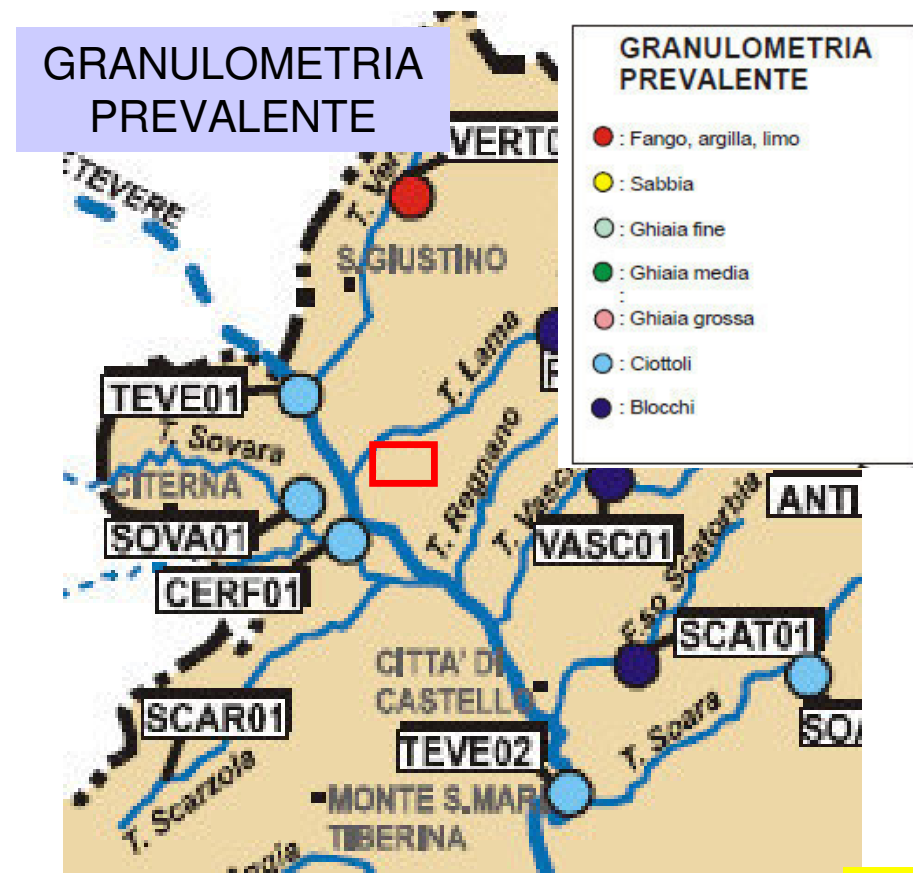 GRANULOMETRIA
PREVALENTE
GRANULOMETRIA
PREVALENTE
: Fango, argilla, limo
: Sabbia
: Ghiaia fine
: Ghiaia media
:
: Ghiaia grossa
: Ciottoli
: Blocchi
TEVERE
S.GIUSTINO
T. Lama
TEVE01
T. Sovara
CITERNA
SOVA01
CERF01
T. Regnano
VASC01
F.so Scatorbia
SCAT01
CITTA' DI
CASTELLO
SCAR01
TEVE02
T. Soara
T. Scarzola
MONTE S.MAR
TIBERINA